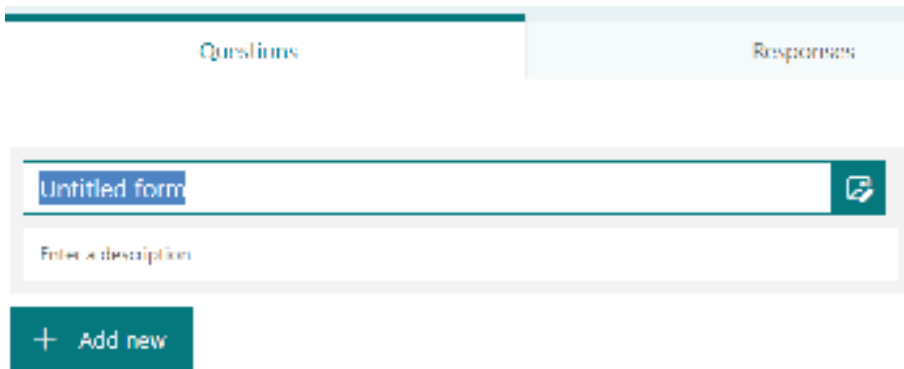 Questions
Responses
Untitled form
Enter a description
Add new